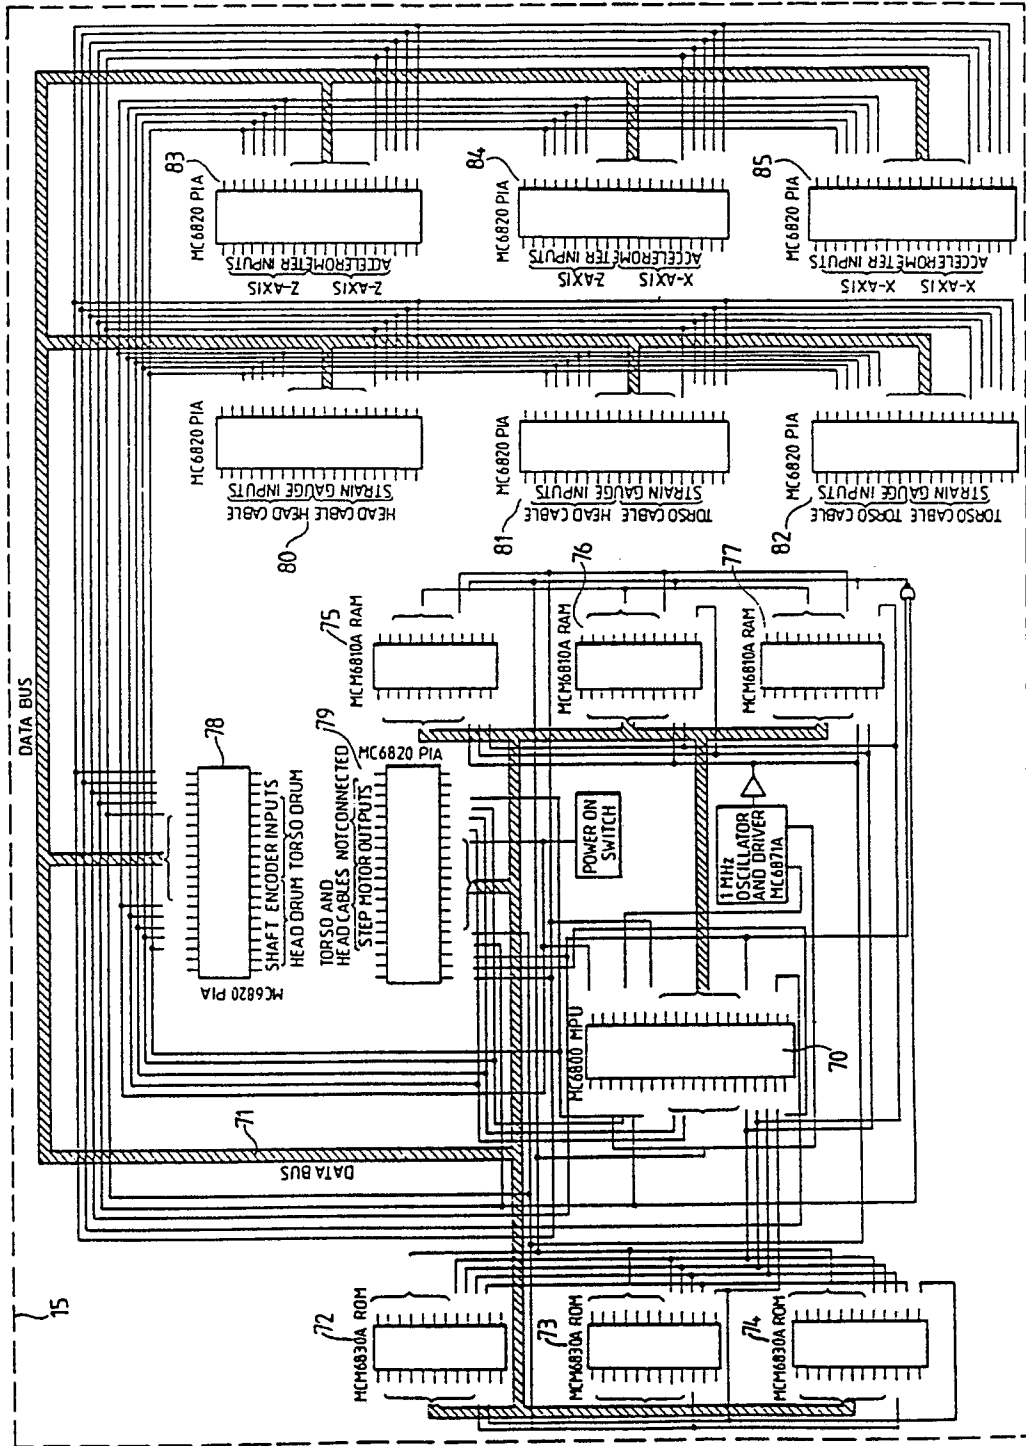 15
DATA BUS
71
DATA BUS
72
MCM6830A ROM
73
MCM6830A ROM
74
MCM6830A ROM
78
MC6820 PIA
SHAFT ENCODER INPUTS
HEAD DRUM TORSO DRUM
79
MC6820 PIA
TORSO AND
HEAD CABLES NOT CONNECTED
STEP MOTOR OUTPUTS
POWER ON
SWITCH
MC6800 MPU
70
1 MHz
OSCILLATOR
AND DRIVER
MC6871A
75
MCM6810A RAM
76
MCM6810A RAM
77
MCM6810A RAM
MC6820 PIA
STRAIN GAUGE INPUTS
HEAD CABLE HEAD CABLE
80
MC6820 PIA
STRAIN GAUGE INPUTS
TORSO CABLE HEAD CABLE
81
MC6820 PIA
STRAIN GAUGE INPUTS
TORSO CABLE TORSO CABLE
82
83
MC6820 PIA
ACCELEROMETER INPUTS
Z-AXIS Z-AXIS
84
MC6820 PIA
ACCELEROMETER INPUTS
X-AXIS Z-AXIS
85
MC6820 PIA
ACCELEROMETER INPUTS
X-AXIS X-AXIS